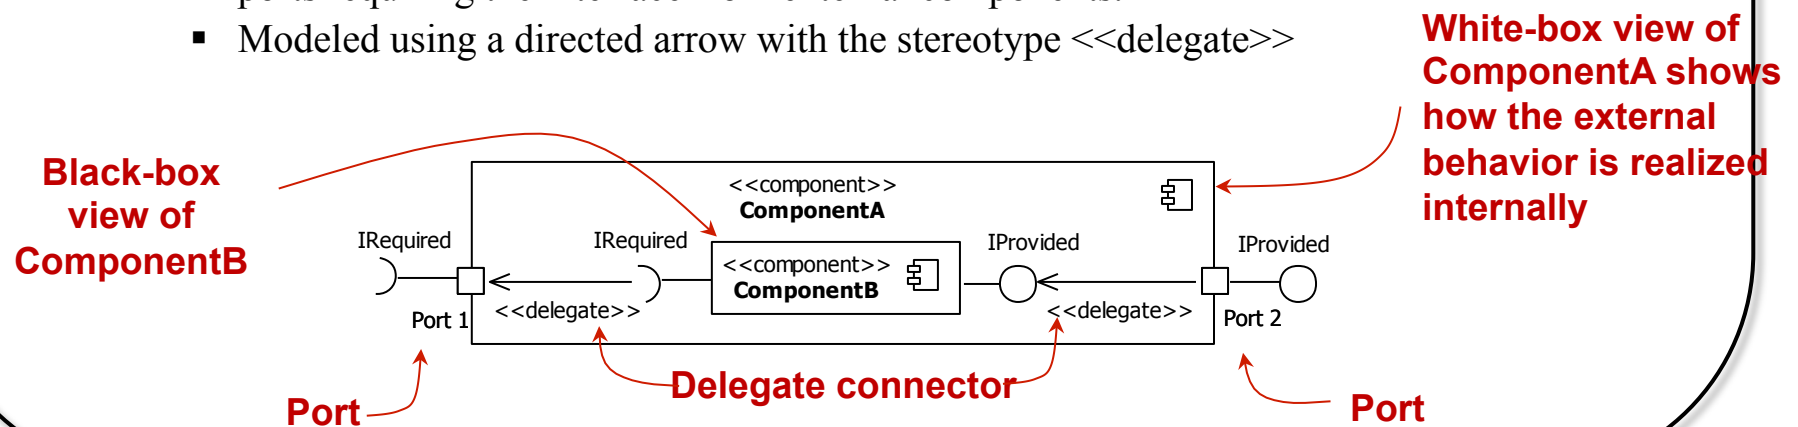 ▪ Modeled using a directed arrow with the stereotype <<delegate>>
White-box view of
ComponentA shows
how the external
behavior is realized
internally
Black-box
view of
ComponentB
<<component>>
ComponentA
IRequired
IRequired
IProvided
IProvided
<<component>>
ComponentB
<<delegate>>
<<delegate>>
Port 1
Port 2
Delegate connector
Port
Port